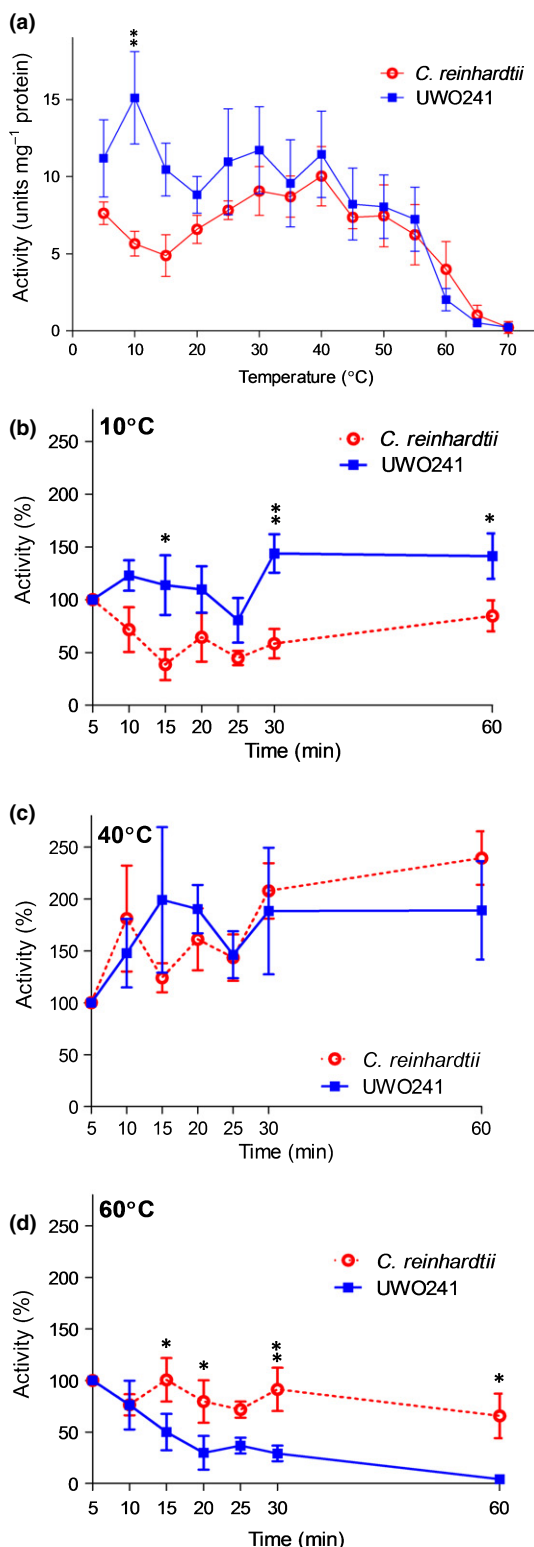 (a)
**
C. reinhardtii
UWO241
Activity (units mg⁻¹ protein)
15
10
5
0
0 10 20 30 40 50 60 70
Temperature (°C)
(b)
10°C
C. reinhardtii
UWO241
* ** *
Activity (%)
250
200
150
100
50
0
5 10 15 20 25 30 60
Time (min)
(c)
40°C
Activity (%)
250
200
150
100
50
0
C. reinhardtii
UWO241
5 10 15 20 25 30 60
Time (min)
(d)
60°C
C. reinhardtii
UWO241
* * ** *
Activity (%)
250
200
150
100
50
0
5 10 15 20 25 30 60
Time (min)